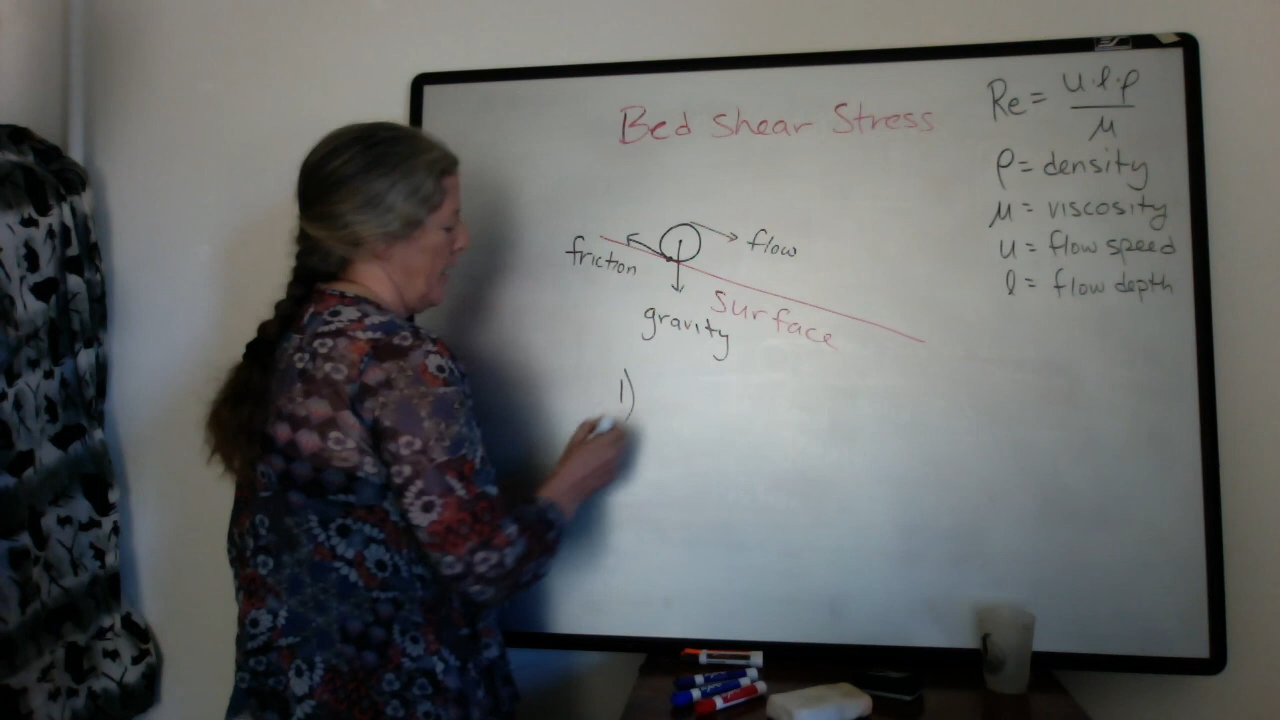 Bed Shear Stress
Re = u·l·ρ / μ
ρ = density
μ = viscosity
u = flow speed
l = flow depth
flow
friction
gravity
surface
1)